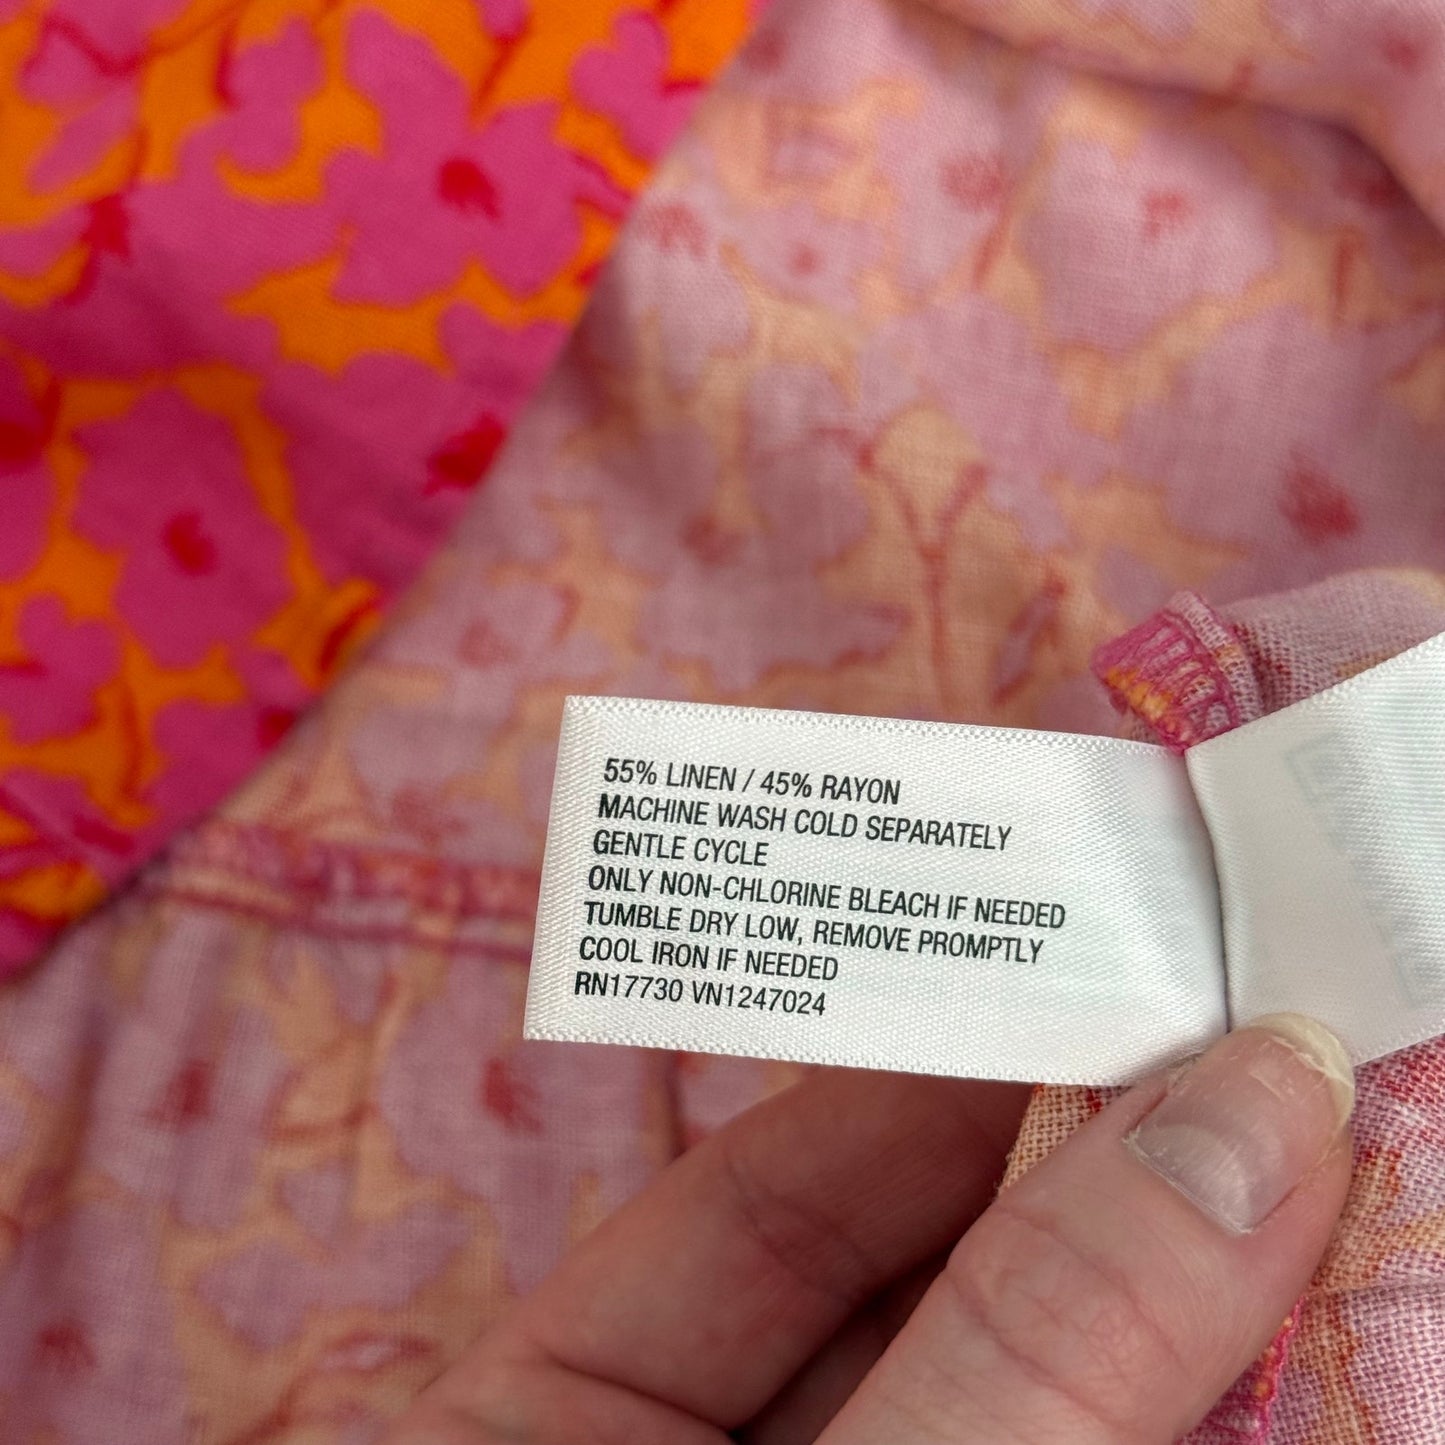 55% LINEN / 45% RAYON
MACHINE WASH COLD SEPARATELY
GENTLE CYCLE
ONLY NON-CHLORINE BLEACH IF NEEDED
TUMBLE DRY LOW, REMOVE PROMPTLY
COOL IRON IF NEEDED
RN17730 VN1247024